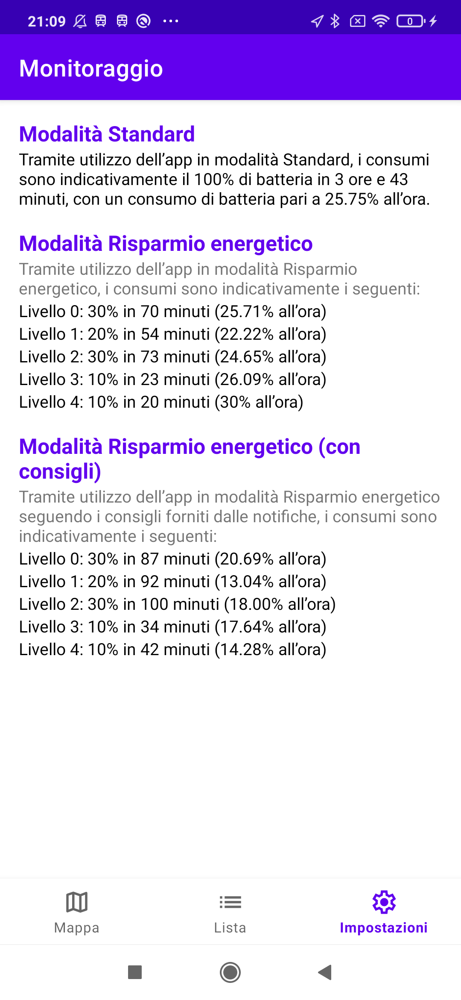 21:09
0
Monitoraggio
Modalità Standard
Tramite utilizzo dell’app in modalità Standard, i consumi
sono indicativamente il 100% di batteria in 3 ore e 43
minuti, con un consumo di batteria pari a 25.75% all’ora.
Modalità Risparmio energetico
Tramite utilizzo dell’app in modalità Risparmio
energetico, i consumi sono indicativamente i seguenti:
Livello 0: 30% in 70 minuti (25.71% all’ora)
Livello 1: 20% in 54 minuti (22.22% all’ora)
Livello 2: 30% in 73 minuti (24.65% all’ora)
Livello 3: 10% in 23 minuti (26.09% all’ora)
Livello 4: 10% in 20 minuti (30% all’ora)
Modalità Risparmio energetico (con
consigli)
Tramite utilizzo dell’app in modalità Risparmio energetico
seguendo i consigli forniti dalle notifiche, i consumi sono
indicativamente i seguenti:
Livello 0: 30% in 87 minuti (20.69% all’ora)
Livello 1: 20% in 92 minuti (13.04% all’ora)
Livello 2: 30% in 100 minuti (18.00% all’ora)
Livello 3: 10% in 34 minuti (17.64% all’ora)
Livello 4: 10% in 42 minuti (14.28% all’ora)
Mappa
Lista
Impostazioni